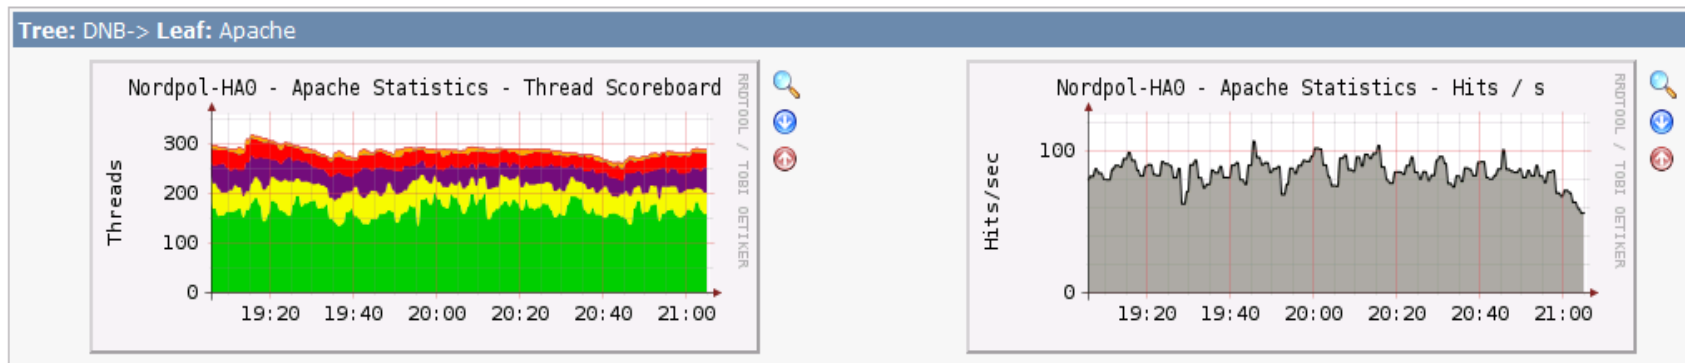 Tree: DNB-> Leaf: Apache
Nordpol-HA0 - Apache Statistics - Thread Scoreboard
RRDTOOL / TOBI OETIKER
Threads
300
200
100
0
19:20 19:40 20:00 20:20 20:40 21:00
Nordpol-HA0 - Apache Statistics - Hits / s
RRDTOOL / TOBI OETIKER
Hits/sec
100
0
19:20 19:40 20:00 20:20 20:40 21:00